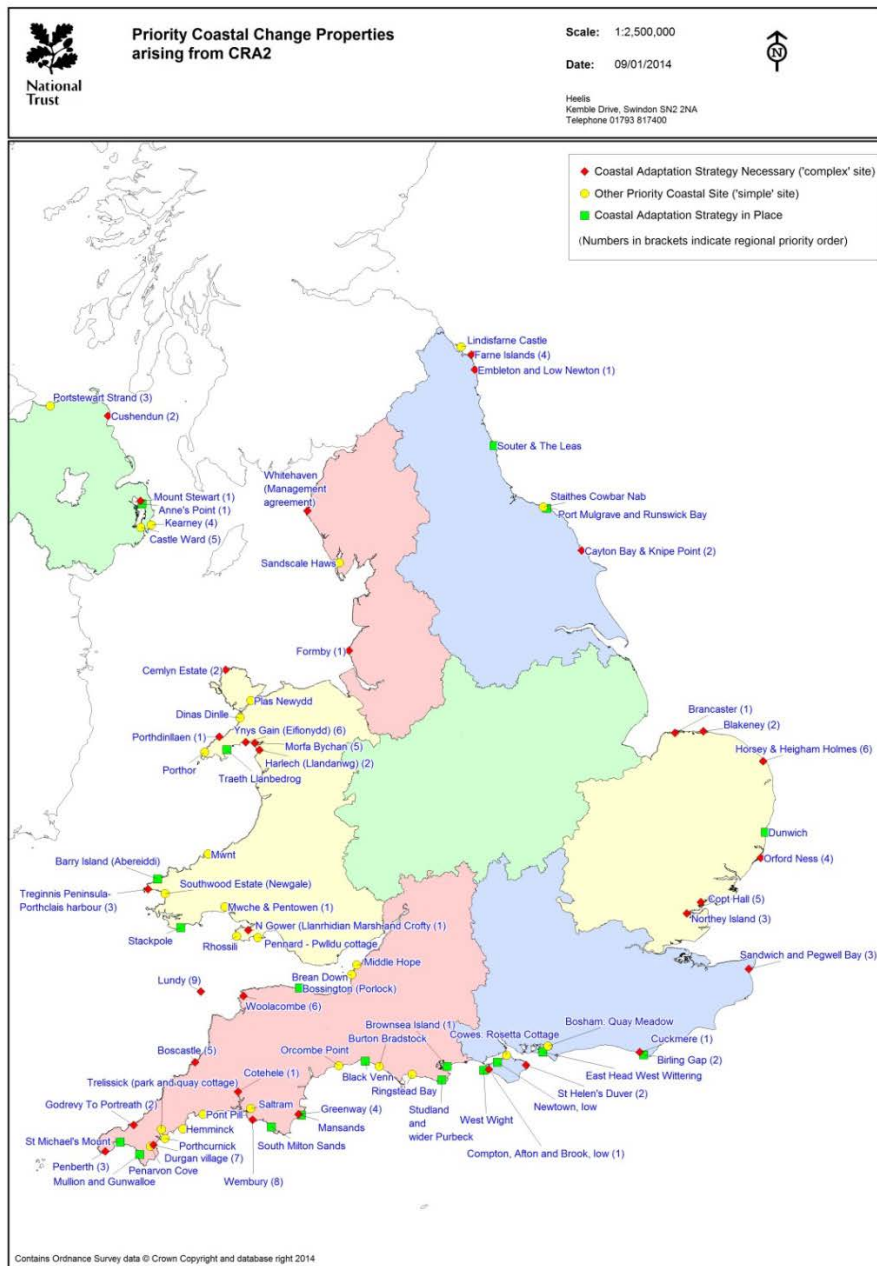 National
Trust
Priority Coastal Change Properties
arising from CRA2
Scale: 1:2,500,000
Date: 09/01/2014
Heelis
Kemble Drive, Swindon SN2 2NA
Telephone 01793 817400
N
Coastal Adaptation Strategy Necessary ('complex' site)
Other Priority Coastal Site ('simple' site)
Coastal Adaptation Strategy in Place
(Numbers in brackets indicate regional priority order)
Lindisfarne Castle
Farne Islands (4)
Embleton and Low Newton (1)
Portstewart Strand (3)
Cushendun (2)
Souter & The Leas
Whitehaven
(Management
agreement)
Mount Stewart (1)
Anne's Point (1)
Kearney (4)
Castle Ward (5)
Staithes Cowbar Nab
Port Mulgrave and Runswick Bay
Cayton Bay & Knipe Point (2)
Sandscale Haws
Formby (1)
Cemlyn Estate (2)
Plas Newydd
Dinas Dinlle
Ynys Gain (Eifionydd) (6)
Porthdinllaen (1)
Morfa Bychan (5)
Harlech (Llandanwg) (2)
Porthor
Traeth Llanbedrog
Brancaster (1)
Blakeney (2)
Horsey & Heigham Holmes (6)
Dunwich
Orford Ness (4)
Copt Hall (5)
Northey Island (3)
Mwnt
Barry Island (Abereiddi)
Southwood Estate (Newgale)
Treginnis Peninsula-
Porthclais harbour (3)
Mwche & Pentowen (1)
N Gower (Llanrhidian Marsh and Crofty (1)
Stackpole
Rhossili
Pennard - Pwlldu cottage
Sandwich and Pegwell Bay (3)
Middle Hope
Brean Down
Bossington (Porlock)
Lundy (9)
Woolacombe (6)
Brownsea Island (1)
Cowes. Rosetta Cottage
Bosham. Quay Meadow
Burton Bradstock
Cuckmere (1)
Birling Gap (2)
Boscastle (5)
Orcombe Point
East Head West Wittering
Trelissick (park and quay cottage)
Cotehele (1)
Black Venn
Ringstead Bay
St Helen's Duver (2)
Newtown, low
Godrevy To Portreath (2)
Saltram
Greenway (4)
Studland
and
wider Purbeck
West Wight
Pont Pill
Mansands
Hemminck
St Michael's Mount
Porthcurnick
South Milton Sands
Compton, Afton and Brook, low (1)
Penberth (3)
Durgan village (7)
Penarvon Cove
Wembury (8)
Mullion and Gunwalloe
Contains Ordnance Survey data © Crown Copyright and database right 2014